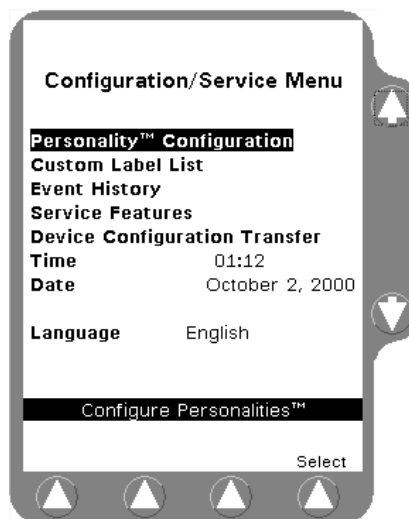 Configuration/Service Menu
Personality™ Configuration
Custom Label List
Event History
Service Features
Device Configuration Transfer
Time 01:12
Date October 2, 2000
Language English
Configure Personalities™
Select